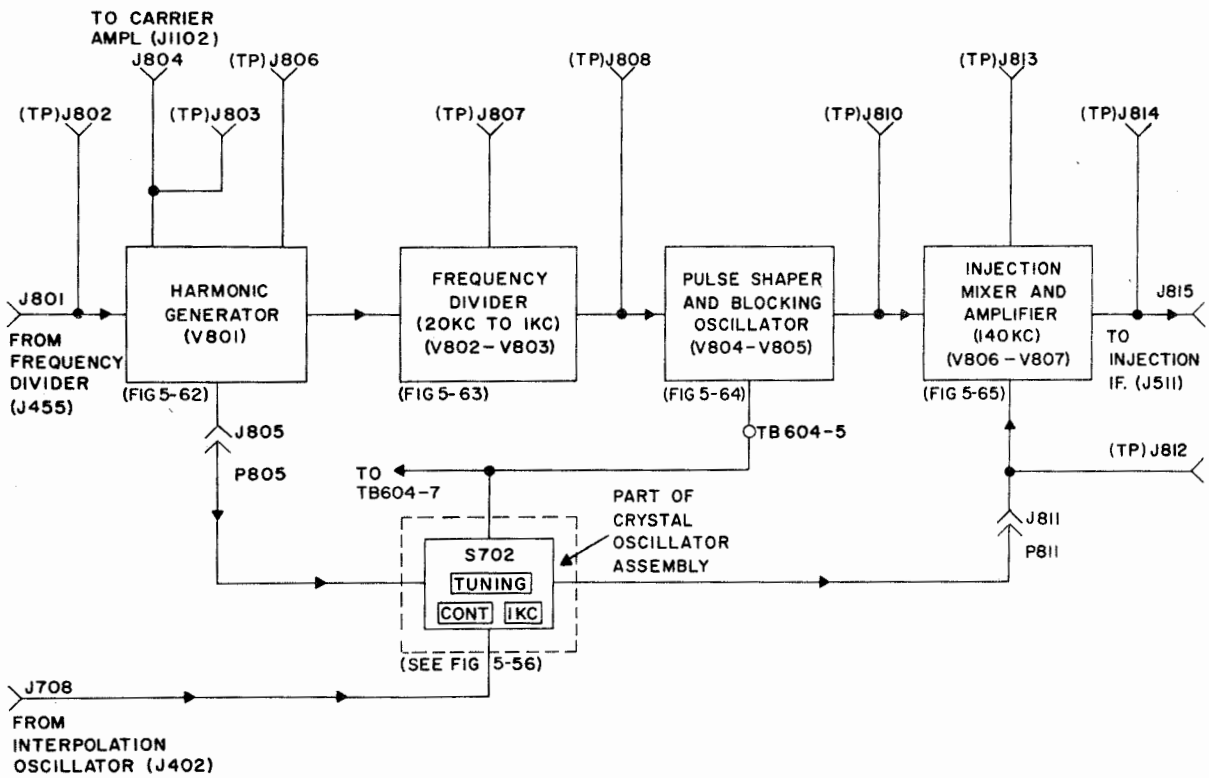 TO CARRIER
AMPL (J1102)
J804
(TP)J806
(TP)J808
(TP)J813
(TP)J802
(TP)J803
(TP)J807
(TP)J810
(TP)J814
J801
HARMONIC
GENERATOR
(V801)
FREQUENCY
DIVIDER
(20KC TO 1KC)
(V802-V803)
PULSE SHAPER
AND BLOCKING
OSCILLATOR
(V804-V805)
INJECTION
MIXER AND
AMPLIFIER
(140KC)
(V806-V807)
J815
FROM
FREQUENCY
DIVIDER
(J455)
TO
INJECTION
IF. (J511)
(FIG 5-62)
(FIG 5-63)
(FIG 5-64)
(FIG 5-65)
J805
P805
TB604-5
(TP)J812
TO
TB604-7
PART OF
CRYSTAL
OSCILLATOR
ASSEMBLY
J811
P811
S702
TUNING
CONT
1KC
(SEE FIG 5-56)
J708
FROM
INTERPOLATION
OSCILLATOR (J402)